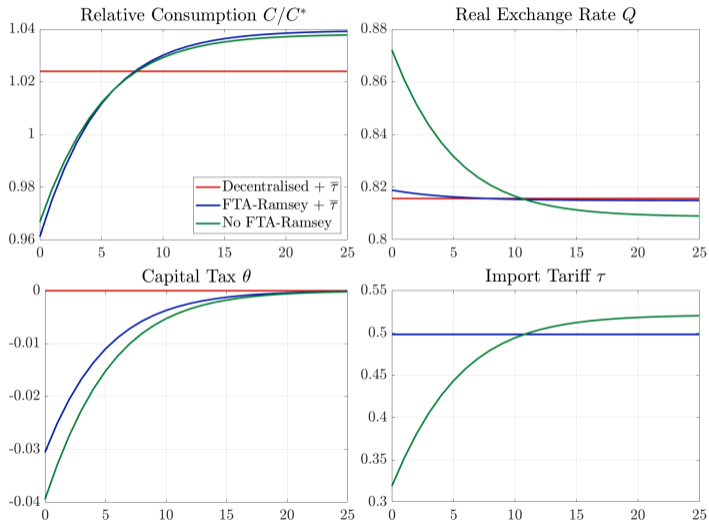 Relative Consumption C/C*
1.04
1.02
1
0.98
0.96
0 5 10 15 20 25
Decentralised + τ̅
FTA-Ramsey + τ̅
No FTA-Ramsey
Real Exchange Rate Q
0.88
0.86
0.84
0.82
0.8
0 5 10 15 20 25
Capital Tax θ
0
-0.01
-0.02
-0.03
-0.04
0 5 10 15 20 25
Import Tariff τ
0.55
0.5
0.45
0.4
0.35
0.3
0 5 10 15 20 25